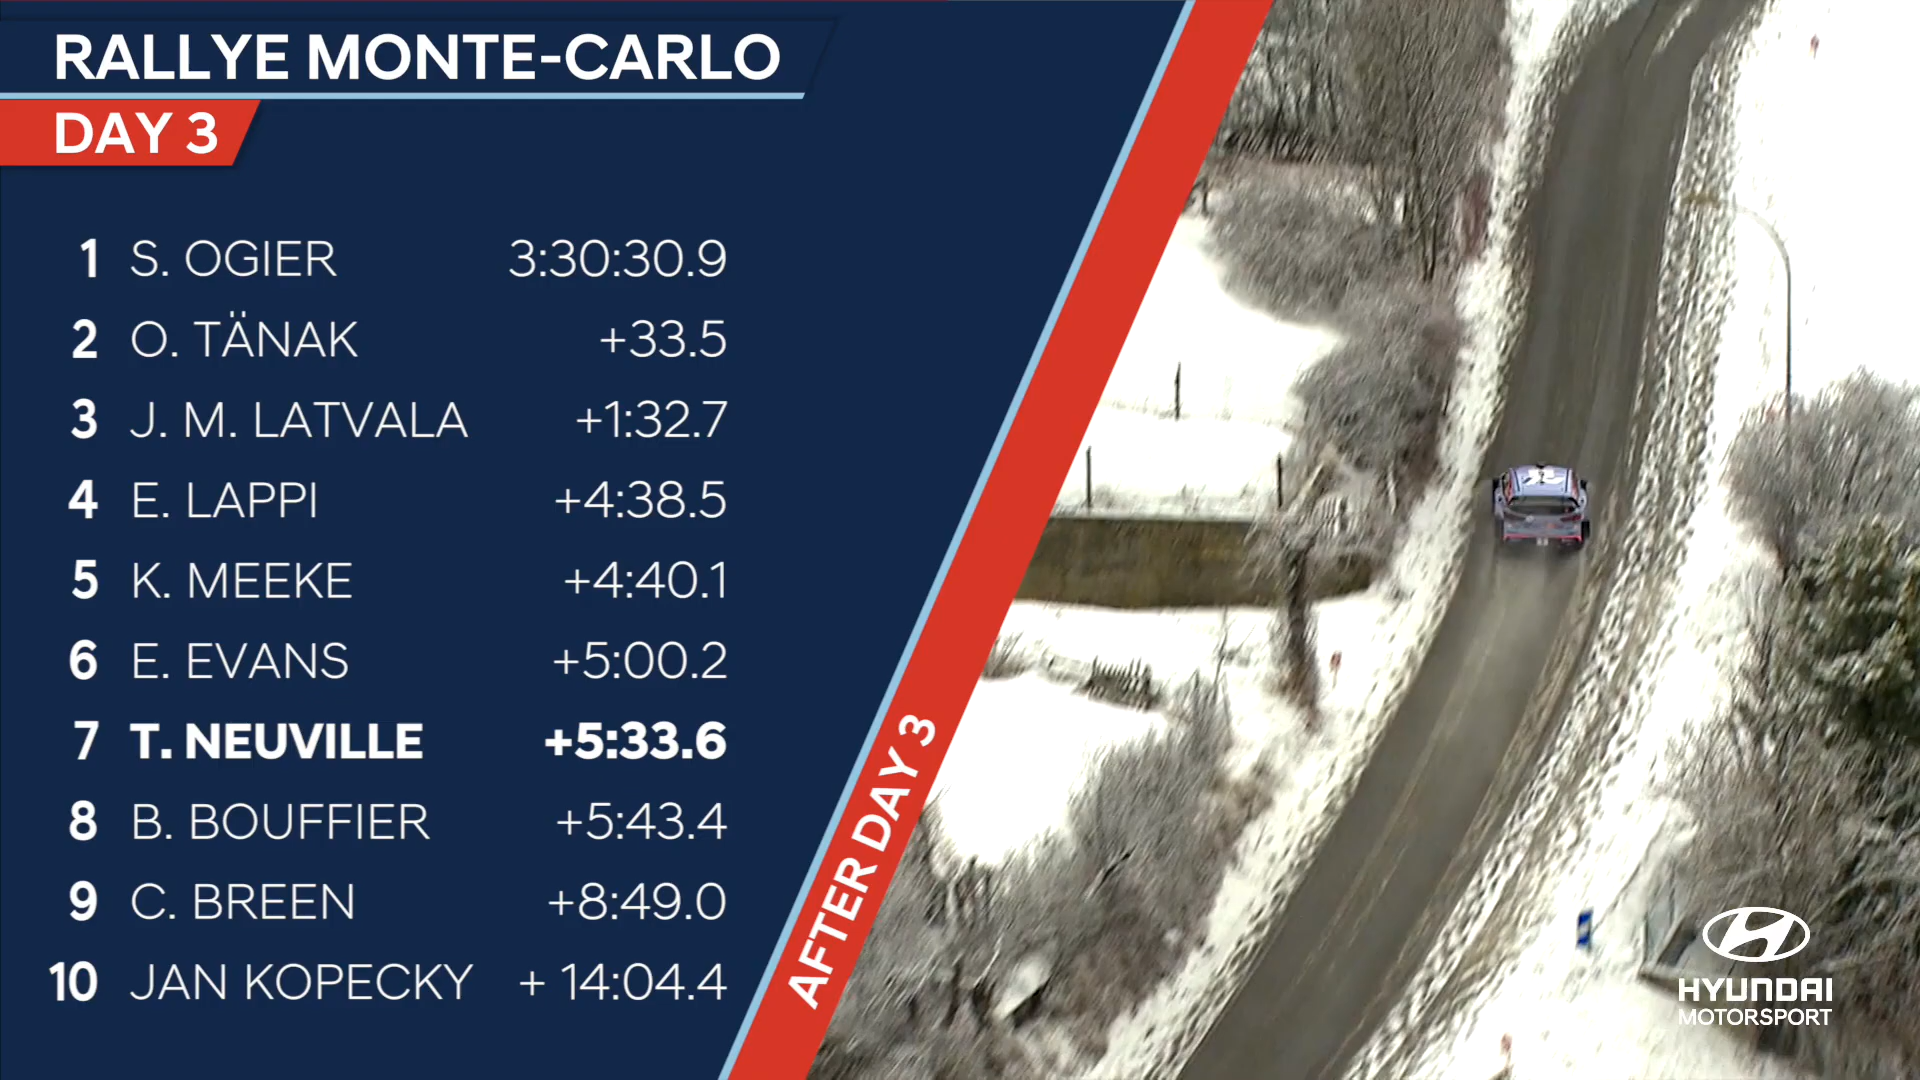 RALLYE MONTE-CARLO
DAY 3
1 S. OGIER 3:30:30.9
2 O. TÄNAK +33.5
3 J. M. LATVALA +1:32.7
4 E. LAPPI +4:38.5
5 K. MEEKE +4:40.1
6 E. EVANS +5:00.2
7 T. NEUVILLE +5:33.6
8 B. BOUFFIER +5:43.4
9 C. BREEN +8:49.0
10 JAN KOPECKY + 14:04.4
AFTER DAY 3
HYUNDAI
MOTORSPORT